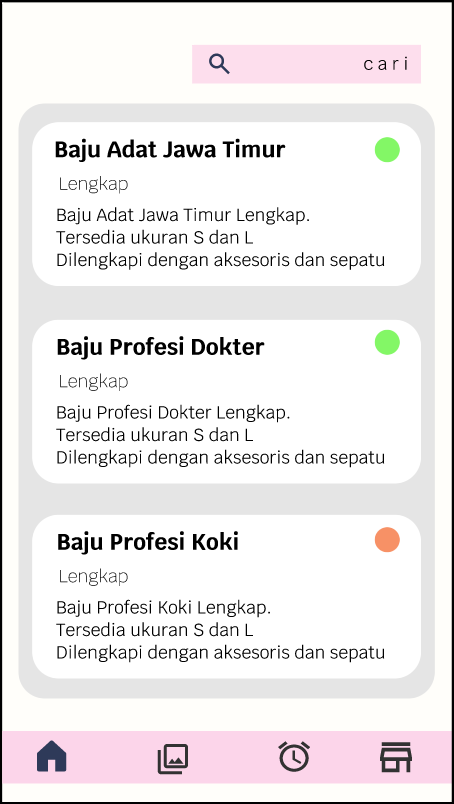 cari
Baju Adat Jawa Timur
Lengkap
Baju Adat Jawa Timur Lengkap.
Tersedia ukuran S dan L
Dilengkapi dengan aksesoris dan sepatu
Baju Profesi Dokter
Lengkap
Baju Profesi Dokter Lengkap.
Tersedia ukuran S dan L
Dilengkapi dengan aksesoris dan sepatu
Baju Profesi Koki
Lengkap
Baju Profesi Koki Lengkap.
Tersedia ukuran S dan L
Dilengkapi dengan aksesoris dan sepatu